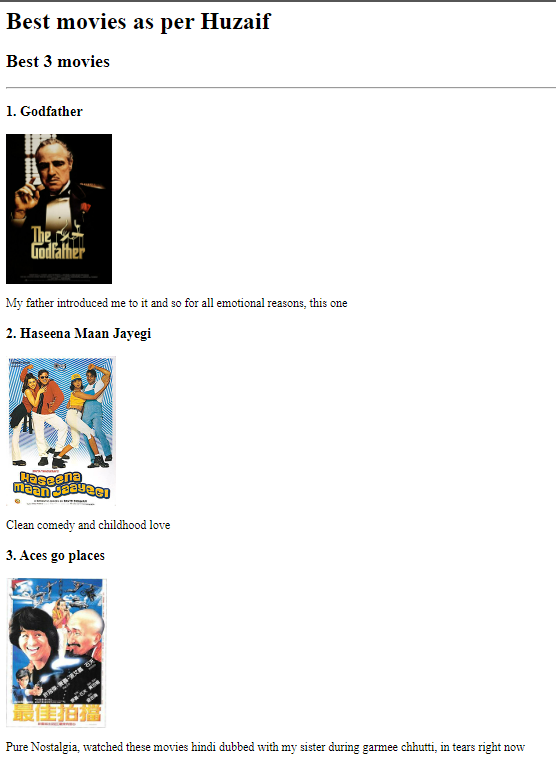 Best movies as per Huzaif
Best 3 movies
1. Godfather
The
Godfather
My father introduced me to it and so for all emotional reasons, this one
2. Haseena Maan Jayegi
Haseena
maan Jaayegi
Clean comedy and childhood love
3. Aces go places
最佳拍檔
Pure Nostalgia, watched these movies hindi dubbed with my sister during garmee chhutti, in tears right now